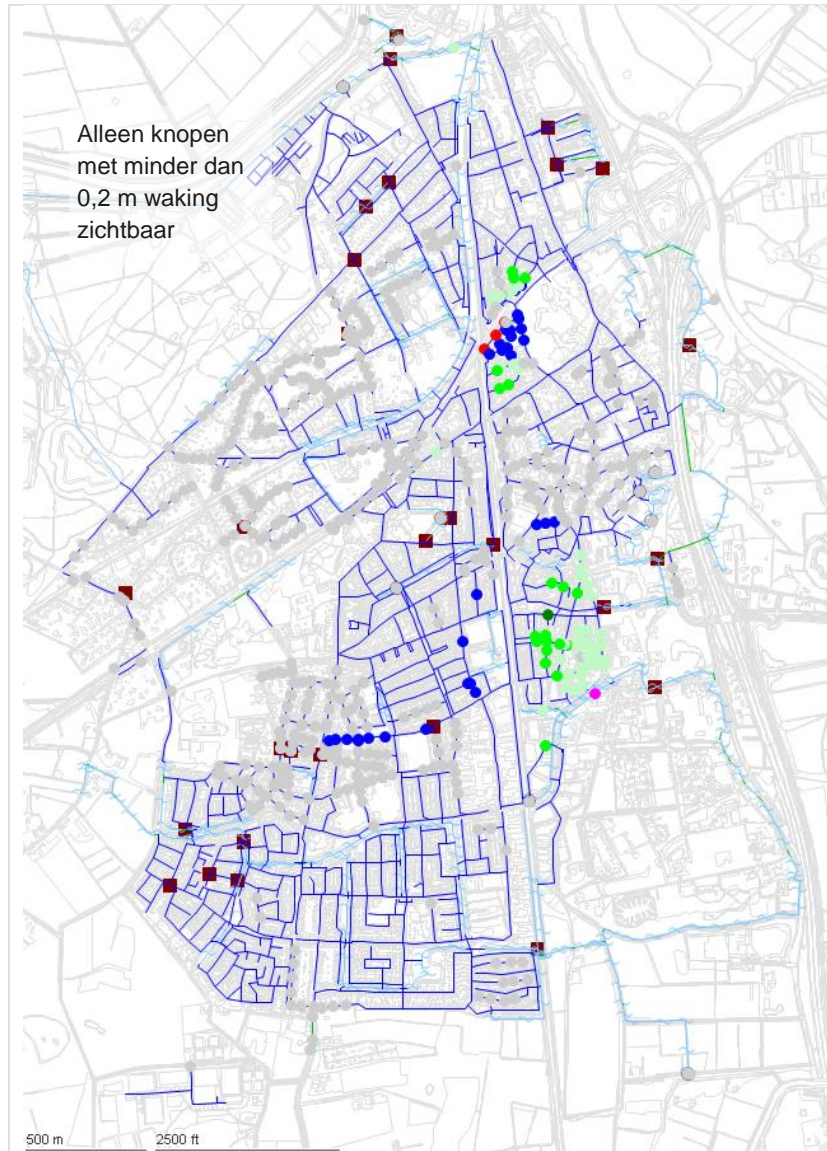 Alleen knopen
met minder dan
0,2 m waking
zichtbaar
500 m 2500 ft